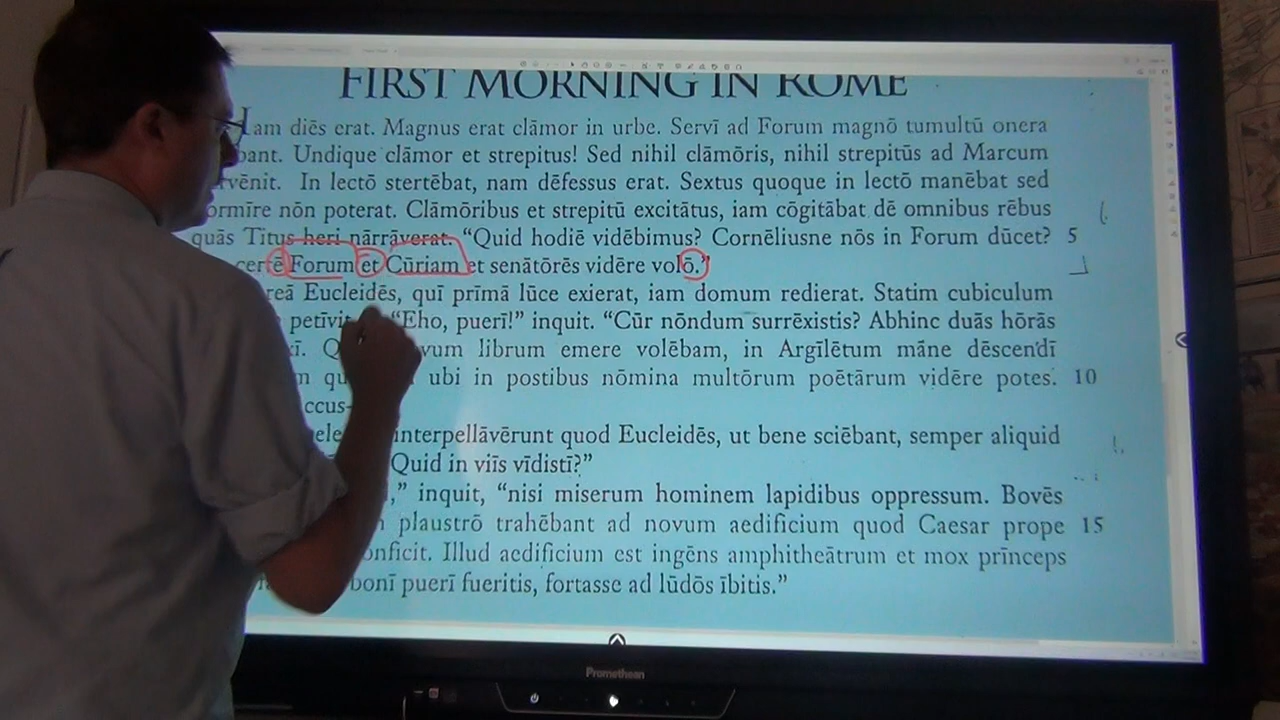 FIRST MORNING IN ROME
Iam diēs erat. Magnus erat clāmor in urbe. Servī ad Forum magnō tumultū onera
bant. Undique clāmor et strepitus! Sed nihil clāmōris, nihil strepitūs ad Marcum
vēnit. In lectō stertēbat, nam dēfessus erat. Sextus quoque in lectō manēbat sed
ormīre nōn poterat. Clāmōribus et strepitū excitātus, iam cōgitābat dē omnibus rēbus
quās Titus heri nārrāverat. “Quid hodiē vidēbimus? Cornēliusne nōs in Forum dūcet? 5
certē Forum et Cūriam et senātōrēs vidēre volō.”
reā Eucleidēs, quī prīmā lūce exierat, iam domum redierat. Statim cubiculum
petīvit “Eho, puerī!” inquit. “Cūr nōndum surrēxistis? Abhinc duās hōrās
vum librum emere volēbam, in Argīlētum māne dēscendī
ubi in postibus nōmina multōrum poētārum vidēre potes. 10
ccus-
interpellāvērunt quod Eucleidēs, ut bene sciēbant, semper aliquid
Quid in viīs vīdistī?”
,” inquit, “nisi miserum hominem lapidibus oppressum. Bovēs
plaustrō trahēbant ad novum aedificium quod Caesar prope 15
onficit. Illud aedificium est ingēns amphitheātrum et mox prīnceps
bonī puerī fueritis, fortasse ad lūdōs ībitis.”
Promethean